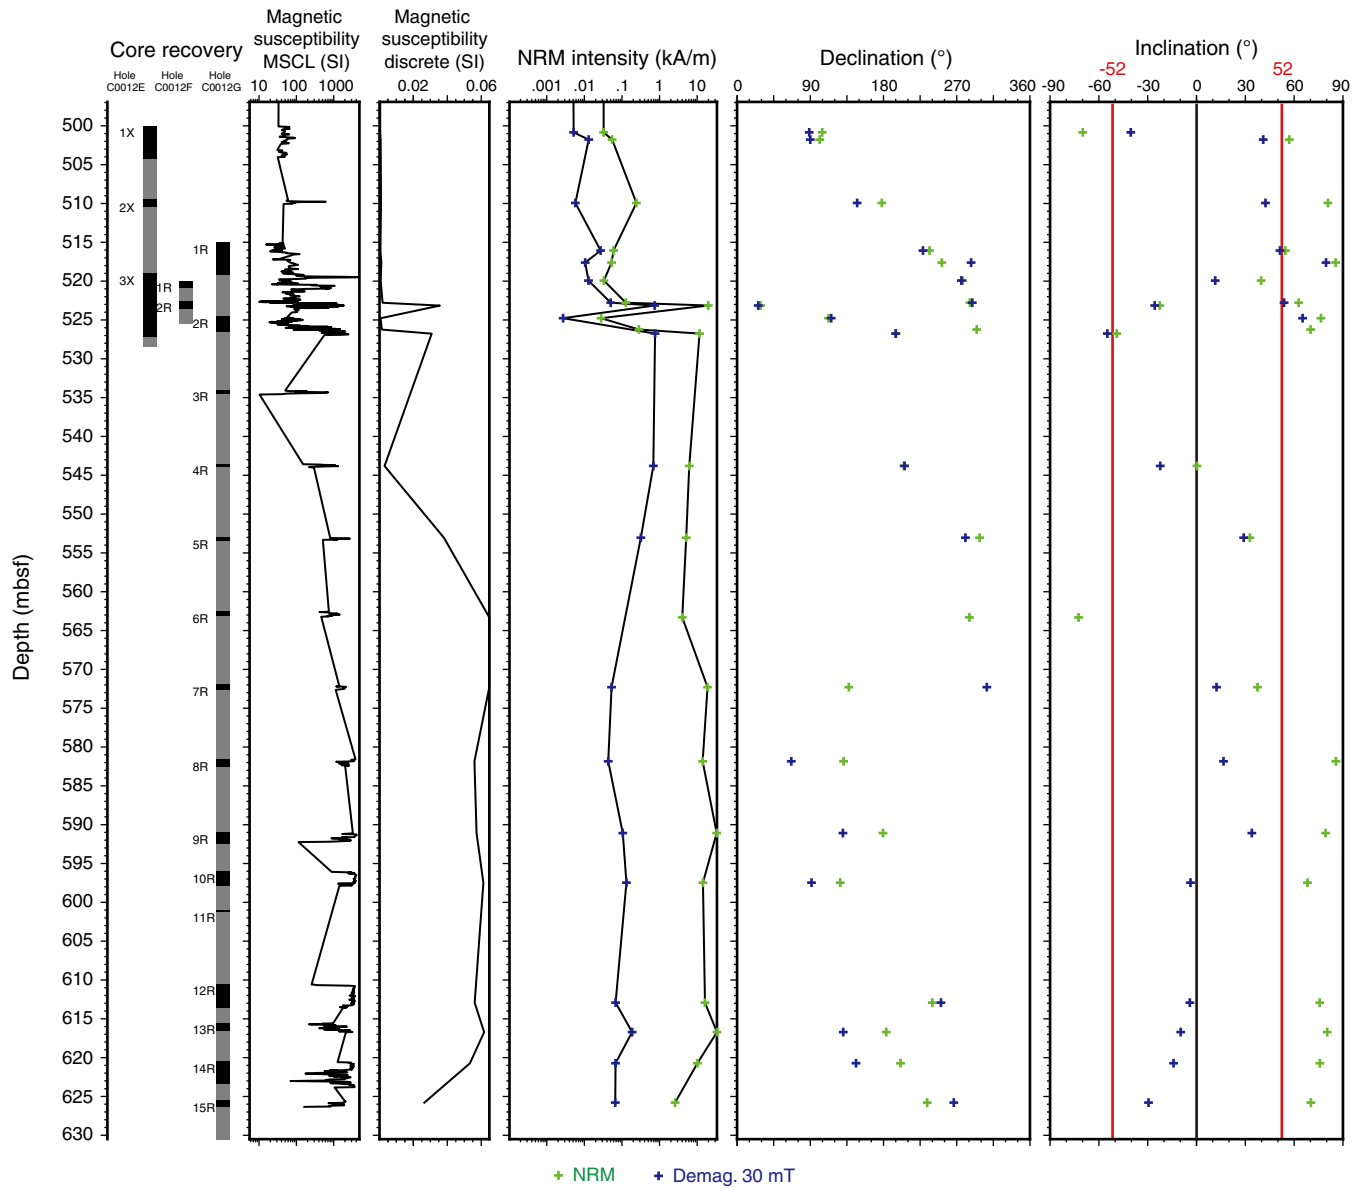 Core recovery
Hole
C0012E
Hole
C0012F
Hole
C0012G
Magnetic
susceptibility
MSCL (SI)
Magnetic
susceptibility
discrete (SI)
NRM intensity (kA/m)
Declination (°)
Inclination (°)
-52
52
10 100 1000
0.02 0.06
.001 .01 .1 1 10
0 90 180 270 360
-90 -60 -30 0 30 60 90
Depth (mbsf)
500
505
510
515
520
525
530
535
540
545
550
555
560
565
570
575
580
585
590
595
600
605
610
615
620
625
630
1X
2X
3X
1R
2R
1R
2R
3R
4R
5R
6R
7R
8R
9R
10R
11R
12R
13R
14R
15R
NRM
Demag. 30 mT